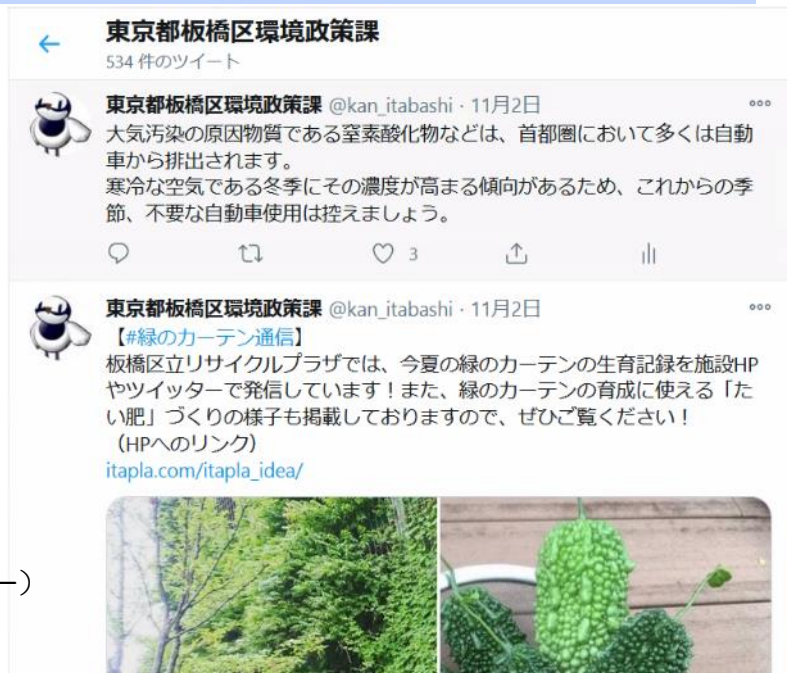 東京都板橋区環境政策課
534 件のツイート
東京都板橋区環境政策課 @kan_itabashi · 11月2日
大気汚染の原因物質である窒素酸化物などは、首都圏において多くは自動
車から排出されます。
寒冷な空気である冬季にその濃度が高まる傾向があるため、これからの季
節、不要な自動車使用は控えましょう。
3
東京都板橋区環境政策課 @kan_itabashi · 11月2日
【#緑のカーテン通信】
板橋区立リサイクルプラザでは、今夏の緑のカーテンの生育記録を施設HP
やツイッターで発信しています!また、緑のカーテンの育成に使える「た
い肥」づくりの様子も掲載しておりますので、ぜひご覧ください!
(HPへのリンク)
itapla.com/itapla_idea/
ー)